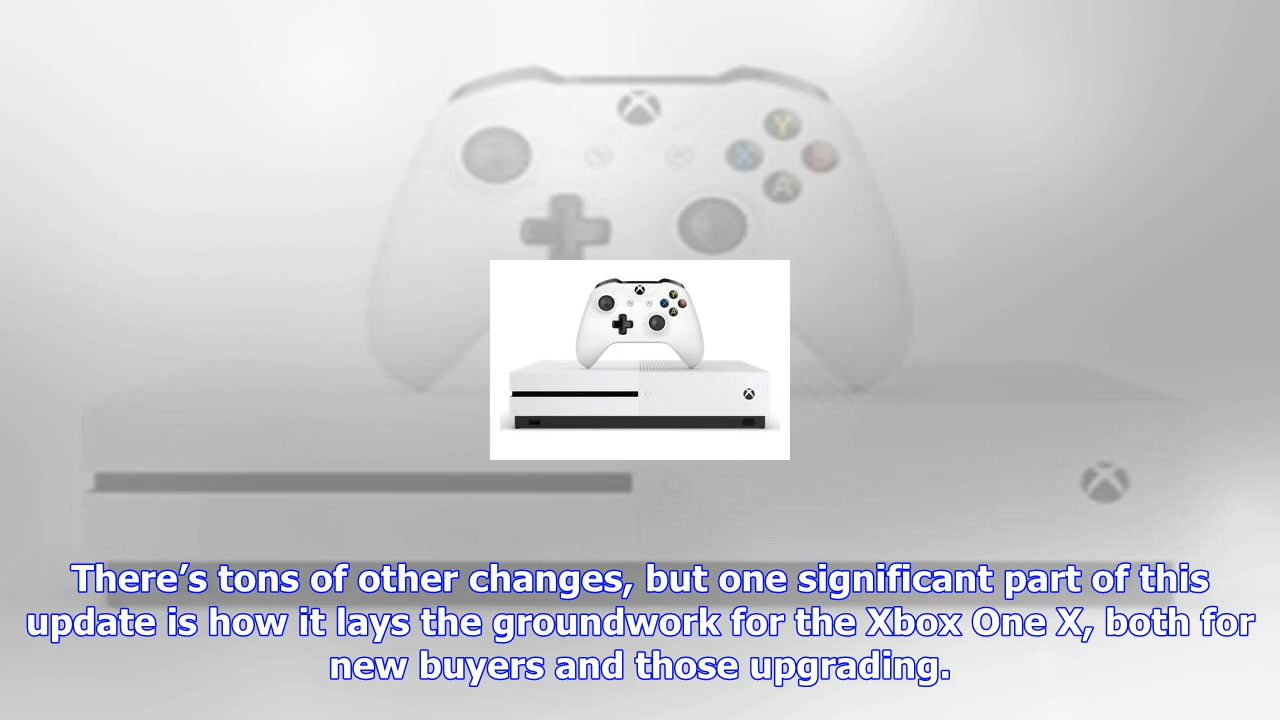 Y
X
B
A
There’s tons of other changes, but one significant part of this
update is how it lays the groundwork for the Xbox One X, both for
new buyers and those upgrading.